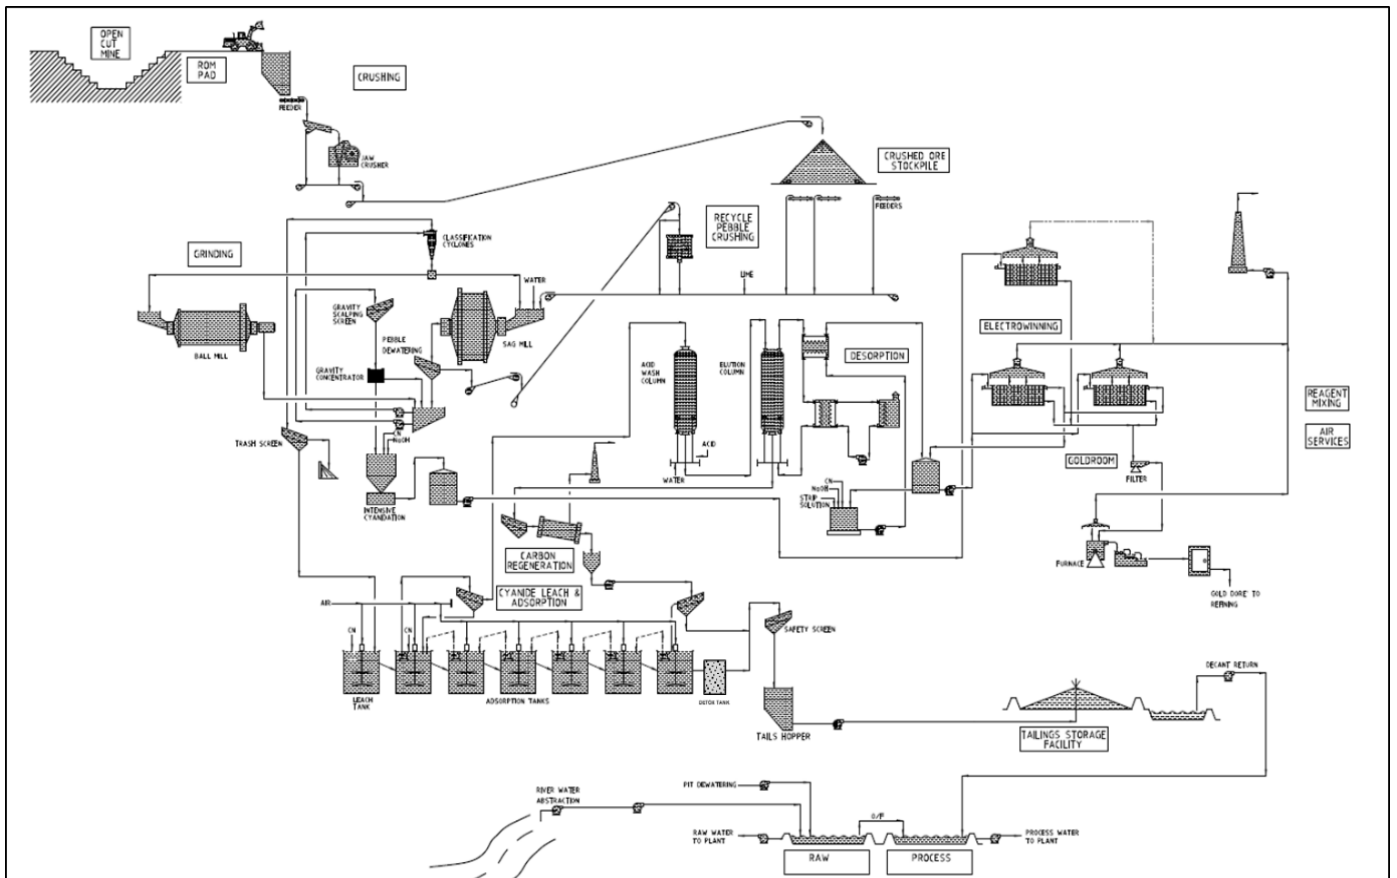 OPEN
CUT
MINE
ROM
PAD
CRUSHING
FEEDER
JAW
CRUSHER
CRUSHED ORE
STOCKPILE
FEEDERS
RECYCLE
PEBBLE
CRUSHING
CLASSIFICATION
CYCLONES
GRINDING
WATER
LIME
GRAVITY
SCALPING
SCREEN
BALL MILL
PEBBLE
DEWATERING
SAG MILL
GRAVITY
CONCENTRATOR
ACID
WASH
COLUMN
ELUTION
COLUMN
DESORPTION
ELECTROWINNING
REAGENT
MIXING
AIR
SERVICES
TRASH SCREEN
CN
NaOH
ACID
WATER
INTENSIVE
CYANIDATION
CN
NaOH
STRIP
SOLUTION
GOLDROOM
FILTER
CARBON
REGENERATION
FURNACE
GOLD DORE' TO
REFINING
CYANIDE LEACH &
ADSORPTION
AIR
CN
CN
SAFETY SCREEN
LEACH
TANK
ADSORPTION TANKS
DETOX TANK
TAILS HOPPER
DECANT RETURN
TAILINGS STORAGE
FACILITY
PIT DEWATERING
RIVER WATER
ABSTRACTION
O/F
RAW WATER
TO PLANT
PROCESS WATER
TO PLANT
RAW
PROCESS